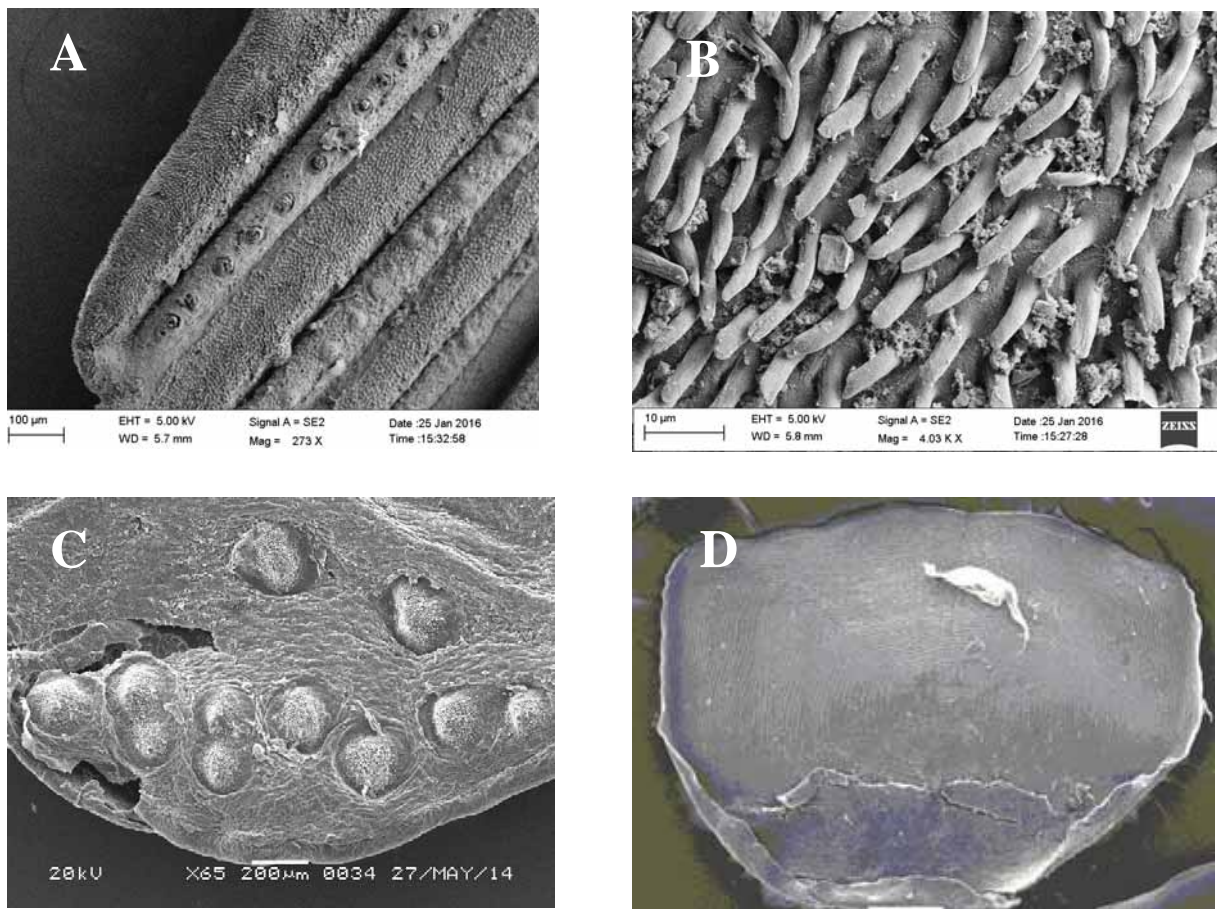 A
100 µm
EHT = 5.00 kV
WD = 5.7 mm
Signal A = SE2
Mag = 273 X
Date :25 Jan 2016
Time :15:32:58
B
10 µm
EHT = 5.00 kV
WD = 5.8 mm
Signal A = SE2
Mag = 4.03 K X
Date :25 Jan 2016
Time :15:27:28
ZEISS
C
20kV X65 200µm 0034 27/MAY/14
D